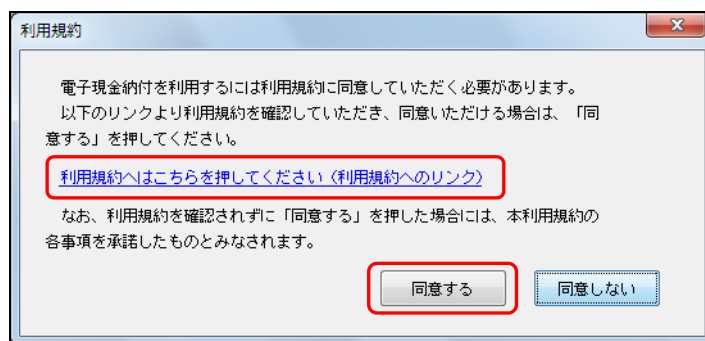 利用規約
電子現金納付を利用するには利用規約に同意していただく必要があります。
以下のリンクより利用規約を確認していただき、同意いただける場合は、「同
意する」を押してください。
利用規約へはこちらを押してください（利用規約へのリンク）
なお、利用規約を確認されずに「同意する」を押した場合には、本利用規約の
各事項を承諾したものとみなされます。
同意する
同意しない